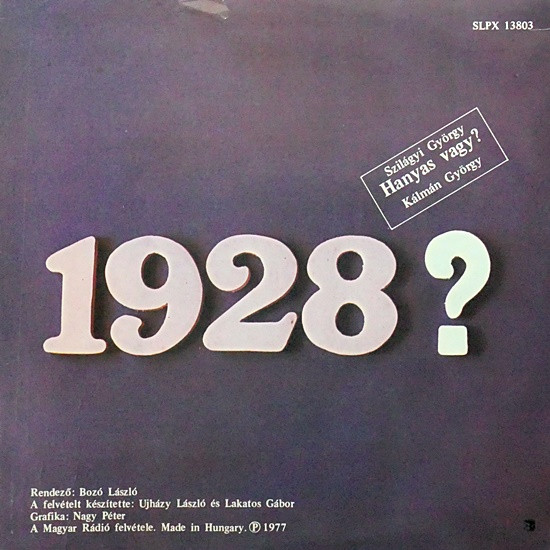 SLPX 13803
Szilágyi György
Hanyas vagy?
Kálmán György
1928?
Rendező: Bozó László
A felvételt készítette: Ujházy László és Lakatos Gábor
Grafika: Nagy Péter
A Magyar Rádió felvétele. Made in Hungary. Ⓟ 1977